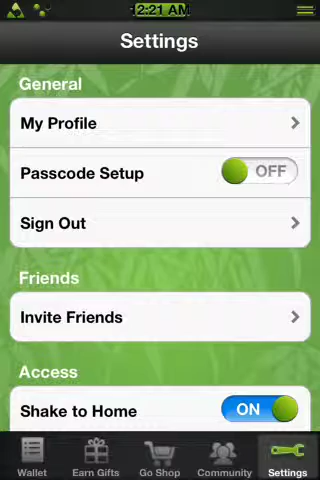 12:21 AM
Settings
General
My Profile
Passcode Setup OFF
Sign Out
Friends
Invite Friends
Access
Shake to Home ON
Wallet Earn Gifts Go Shop Community Settings